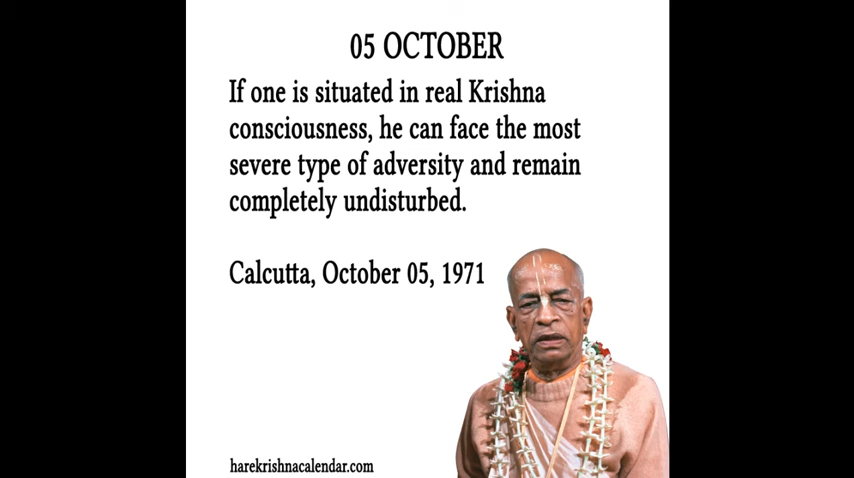 05 OCTOBER
If one is situated in real Krishna
consciousness, he can face the most
severe type of adversity and remain
completely undisturbed.
Calcutta, October 05, 1971
harekrishnacalendar.com